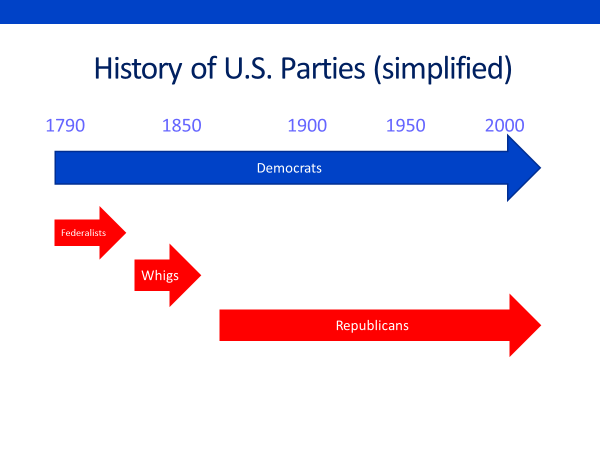 History of U.S. Parties (simplified)
1790 1850 1900 1950 2000
Democrats
Federalists
Whigs
Republicans